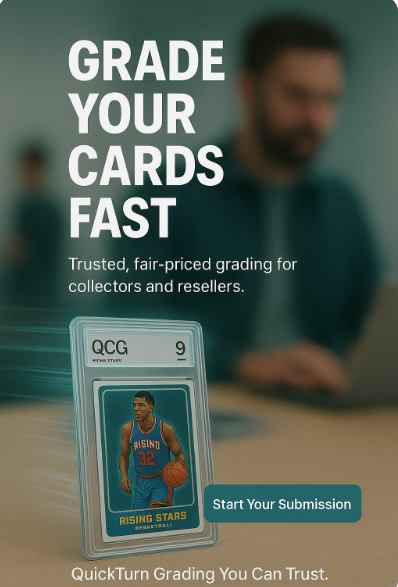 GRADE
YOUR
CARDS
FAST
Trusted, fair-priced grading for
collectors and resellers.
QCG 9
RISING
32
RISING STARS
BASKETBALL
Start Your Submission
QuickTurn Grading You Can Trust.